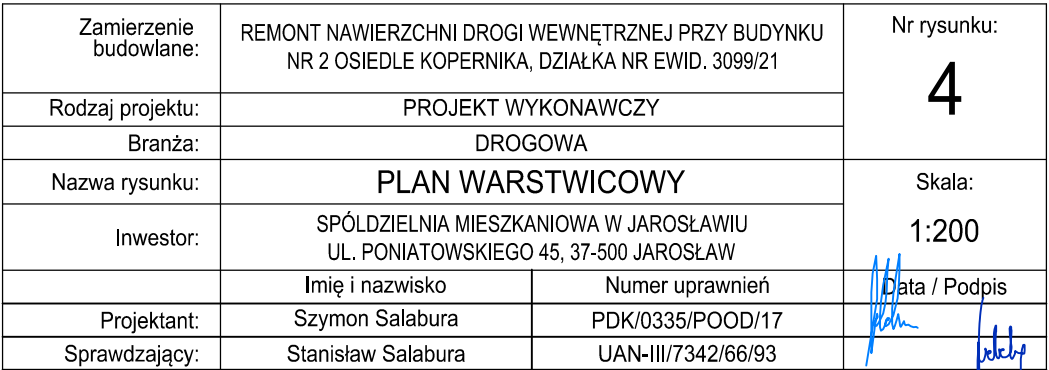 Zamierzenie
budowlane:
REMONT NAWIERZCHNI DROGI WEWNĘTRZNEJ PRZY BUDYNKU
NR 2 OSIEDLE KOPERNIKA, DZIAŁKA NR EWID. 3099/21
Nr rysunku:
4
Rodzaj projektu:
PROJEKT WYKONAWCZY
Branża:
DROGOWA
Nazwa rysunku:
PLAN WARSTWICOWY
Skala:
1:200
Inwestor:
SPÓLDZIELNIA MIESZKANIOWA W JAROSŁAWIU
UL. PONIATOWSKIEGO 45, 37-500 JAROSŁAW
Imię i nazwisko
Numer uprawnień
Data / Podpis
Projektant:
Szymon Salabura
PDK/0335/POOD/17
Sprawdzający:
Stanisław Salabura
UAN-III/7342/66/93